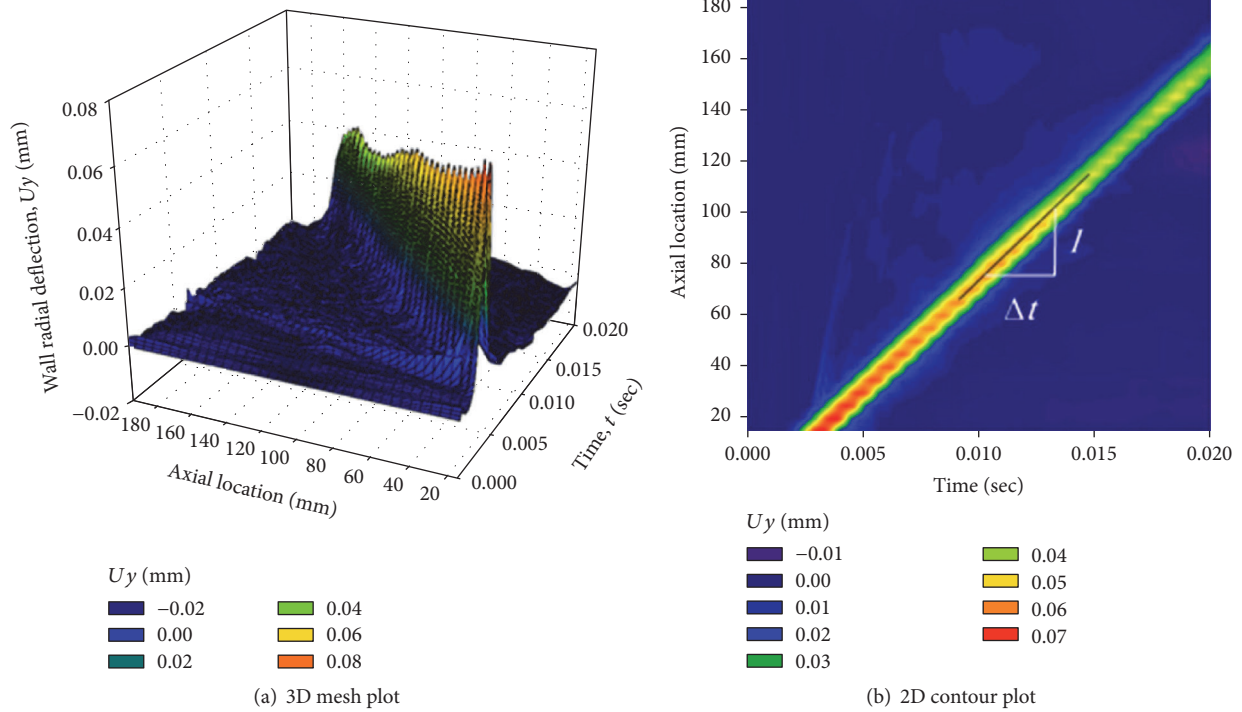 0.08
0.06
0.04
0.02
0.00
−0.02
Wall radial deflection, Uy (mm)
180 160 140 120 100 80 60 40 20
Axial location (mm)
0.000
0.005
0.010
0.015
0.020
Time, t (sec)
Uy (mm)
−0.02
0.00
0.02
0.04
0.06
0.08
(a) 3D mesh plot
180
160
140
120
100
80
60
40
20
Axial location (mm)
l
Δt
0.000 0.005 0.010 0.015 0.020
Time (sec)
Uy (mm)
−0.01
0.00
0.01
0.02
0.03
0.04
0.05
0.06
0.07
(b) 2D contour plot